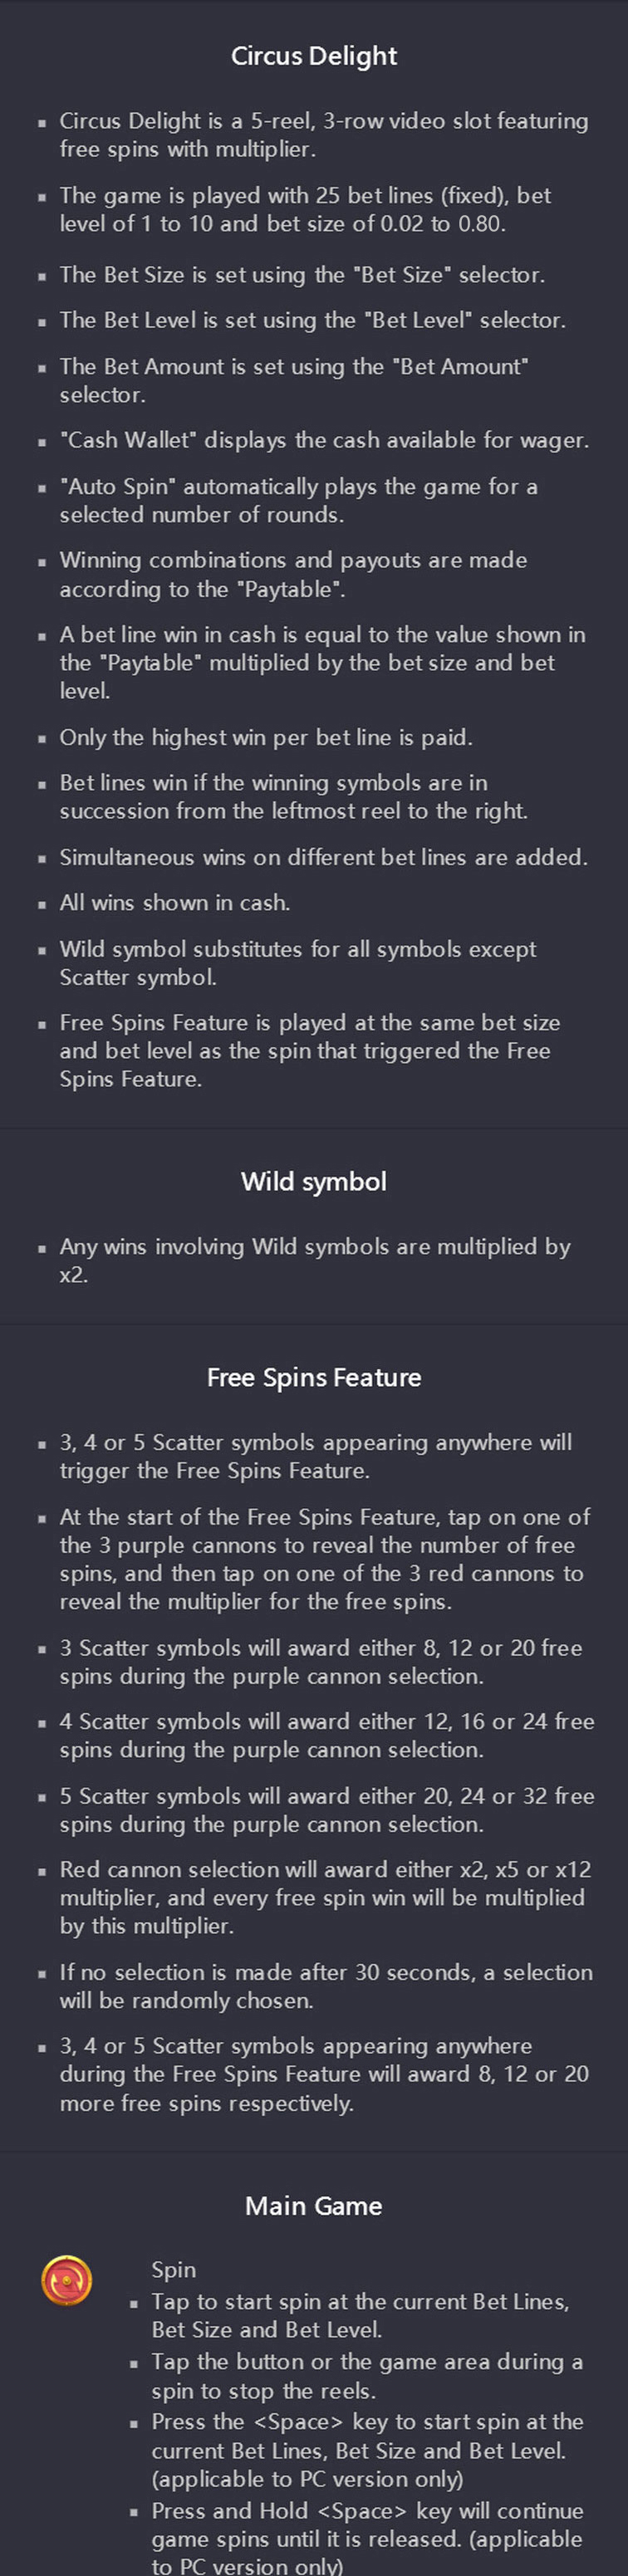 Circus Delight
▪ Circus Delight is a 5-reel, 3-row video slot featuring
free spins with multiplier.
▪ The game is played with 25 bet lines (fixed), bet
level of 1 to 10 and bet size of 0.02 to 0.80.
▪ The Bet Size is set using the "Bet Size" selector.
▪ The Bet Level is set using the "Bet Level" selector.
▪ The Bet Amount is set using the "Bet Amount"
selector.
▪ "Cash Wallet" displays the cash available for wager.
▪ "Auto Spin" automatically plays the game for a
selected number of rounds.
▪ Winning combinations and payouts are made
according to the "Paytable".
▪ A bet line win in cash is equal to the value shown in
the "Paytable" multiplied by the bet size and bet
level.
▪ Only the highest win per bet line is paid.
▪ Bet lines win if the winning symbols are in
succession from the leftmost reel to the right.
▪ Simultaneous wins on different bet lines are added.
▪ All wins shown in cash.
▪ Wild symbol substitutes for all symbols except
Scatter symbol.
▪ Free Spins Feature is played at the same bet size
and bet level as the spin that triggered the Free
Spins Feature.
Wild symbol
▪ Any wins involving Wild symbols are multiplied by
x2.
Free Spins Feature
▪ 3, 4 or 5 Scatter symbols appearing anywhere will
trigger the Free Spins Feature.
▪ At the start of the Free Spins Feature, tap on one of
the 3 purple cannons to reveal the number of free
spins, and then tap on one of the 3 red cannons to
reveal the multiplier for the free spins.
▪ 3 Scatter symbols will award either 8, 12 or 20 free
spins during the purple cannon selection.
▪ 4 Scatter symbols will award either 12, 16 or 24 free
spins during the purple cannon selection.
▪ 5 Scatter symbols will award either 20, 24 or 32 free
spins during the purple cannon selection.
▪ Red cannon selection will award either x2, x5 or x12
multiplier, and every free spin win will be multiplied
by this multiplier.
▪ If no selection is made after 30 seconds, a selection
will be randomly chosen.
▪ 3, 4 or 5 Scatter symbols appearing anywhere
during the Free Spins Feature will award 8, 12 or 20
more free spins respectively.
Main Game
Spin
▪ Tap to start spin at the current Bet Lines,
Bet Size and Bet Level.
▪ Tap the button or the game area during a
spin to stop the reels.
▪ Press the <Space> key to start spin at the
current Bet Lines, Bet Size and Bet Level.
(applicable to PC version only)
▪ Press and Hold <Space> key will continue
game spins until it is released. (applicable
to PC version only)